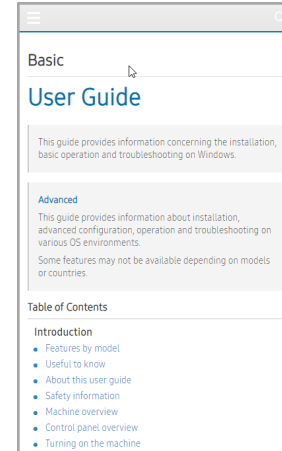 Basic
User Guide
This guide provides information concerning the installation,
basic operation and troubleshooting on Windows.
Advanced
This guide provides information about installation,
advanced configuration, operation and troubleshooting on
various OS environments.
Some features may not be available depending on models
or countries.
Table of Contents
Introduction
Features by model
Useful to know
About this user guide
Safety information
Machine overview
Control panel overview
Turning on the machine